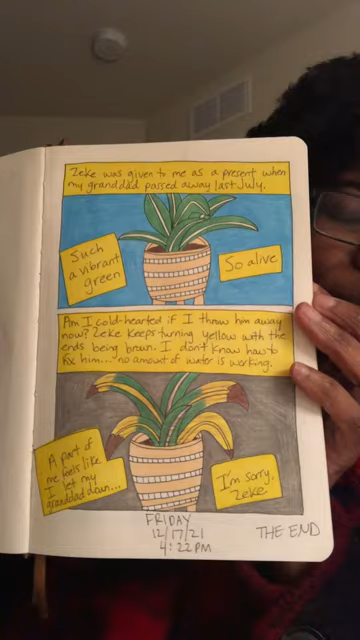 Zeke was given to me as a present when
my granddad passed away last July.
Such
a vibrant
green
So alive
Am I cold-hearted if I throw him away
now? Zeke keeps turning yellow with the
ends being brown. I don't know how to
fix him... no amount of water is working.
A part of
me feels like
I let my
granddad down...
I'm sorry,
Zeke
FRIDAY
12/17/21
4:22PM
THE END